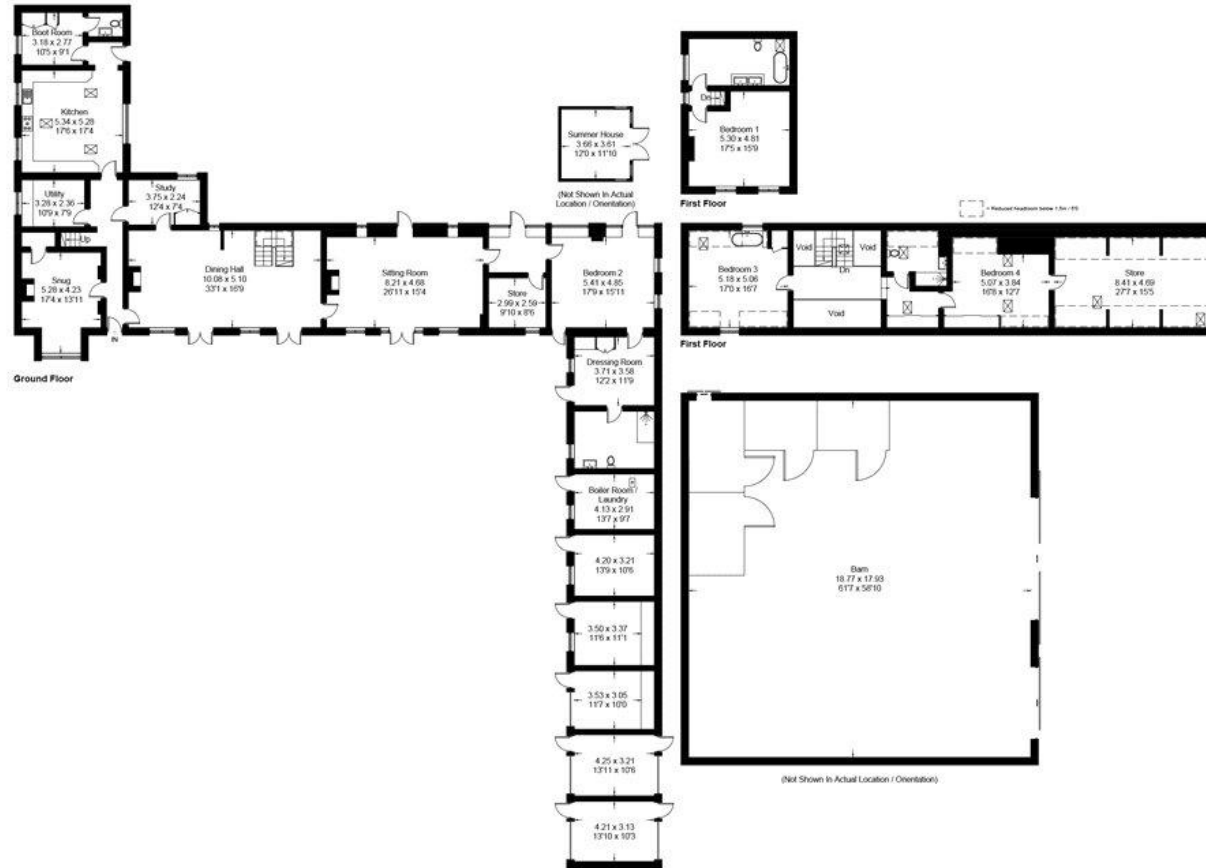 Boot Room
3.18 x 2.77
10'5 x 9'1
Kitchen
5.34 x 5.28
17'6 x 17'4
Utility
3.28 x 2.36
10'9 x 7'9
Study
3.75 x 2.24
12'4 x 7'4
Up
Snug
5.28 x 4.23
17'4 x 13'11
IN
Ground Floor
Dining Hall
10.08 x 5.10
33'1 x 16'9
Sitting Room
8.21 x 4.68
26'11 x 15'4
Store
2.99 x 2.59
9'10 x 8'6
Bedroom 2
5.41 x 4.85
17'9 x 15'11
Dressing Room
3.71 x 3.58
12'2 x 11'9
Boiler Room /
Laundry
4.13 x 2.91
13'7 x 9'7
4.20 x 3.21
13'9 x 10'6
3.50 x 3.37
11'6 x 11'1
3.53 x 3.05
11'7 x 10'0
4.25 x 3.21
13'11 x 10'6
4.21 x 3.13
13'10 x 10'3
Summer House
3.66 x 3.61
12'0 x 11'10
(Not Shown In Actual
Location / Orientation)
Dn
Bedroom 1
5.30 x 4.81
17'5 x 15'9
First Floor
= Reduced headroom below 1.5m / 5'0
Bedroom 3
5.18 x 5.06
17'0 x 16'7
Void
Void
Dn
Void
Bedroom 4
5.07 x 3.84
16'8 x 12'7
Store
8.41 x 4.69
27'7 x 15'5
First Floor
Barn
18.77 x 17.93
61'7 x 58'10
(Not Shown In Actual Location / Orientation)